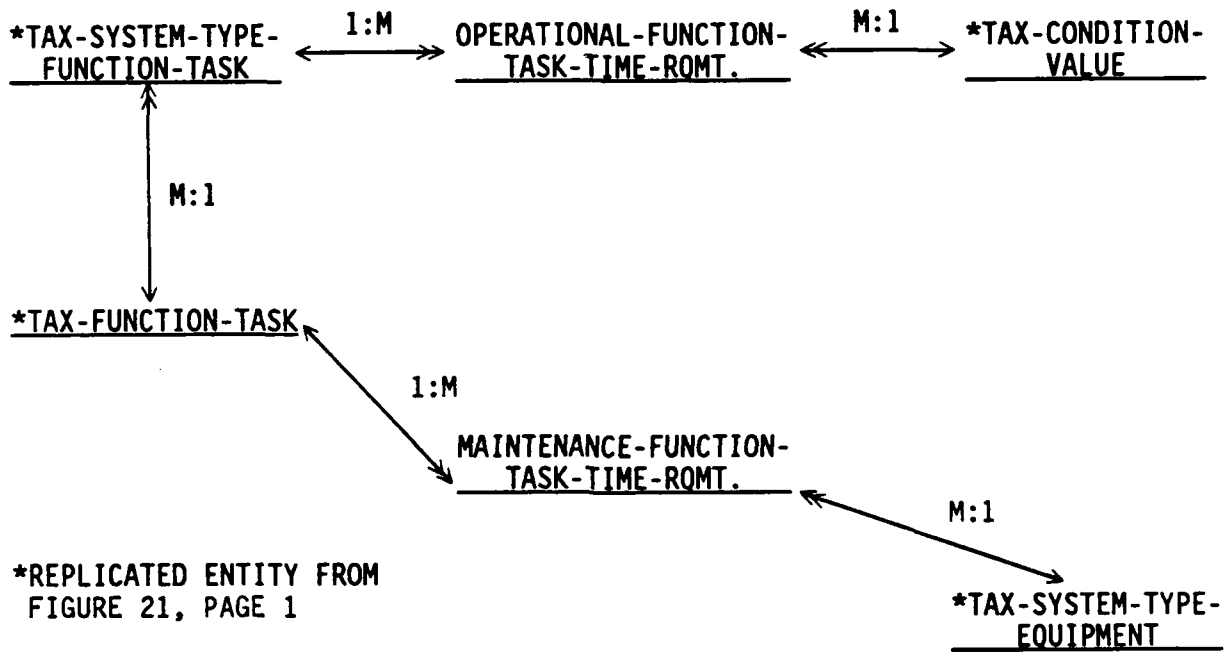 *TAX-SYSTEM-TYPE-
FUNCTION-TASK
1:M
OPERATIONAL-FUNCTION-
TASK-TIME-RQMT.
M:1
*TAX-CONDITION-
VALUE
M:1
*TAX-FUNCTION-TASK
1:M
MAINTENANCE-FUNCTION-
TASK-TIME-RQMT.
M:1
*TAX-SYSTEM-TYPE-
EQUIPMENT
*REPLICATED ENTITY FROM
FIGURE 21, PAGE 1